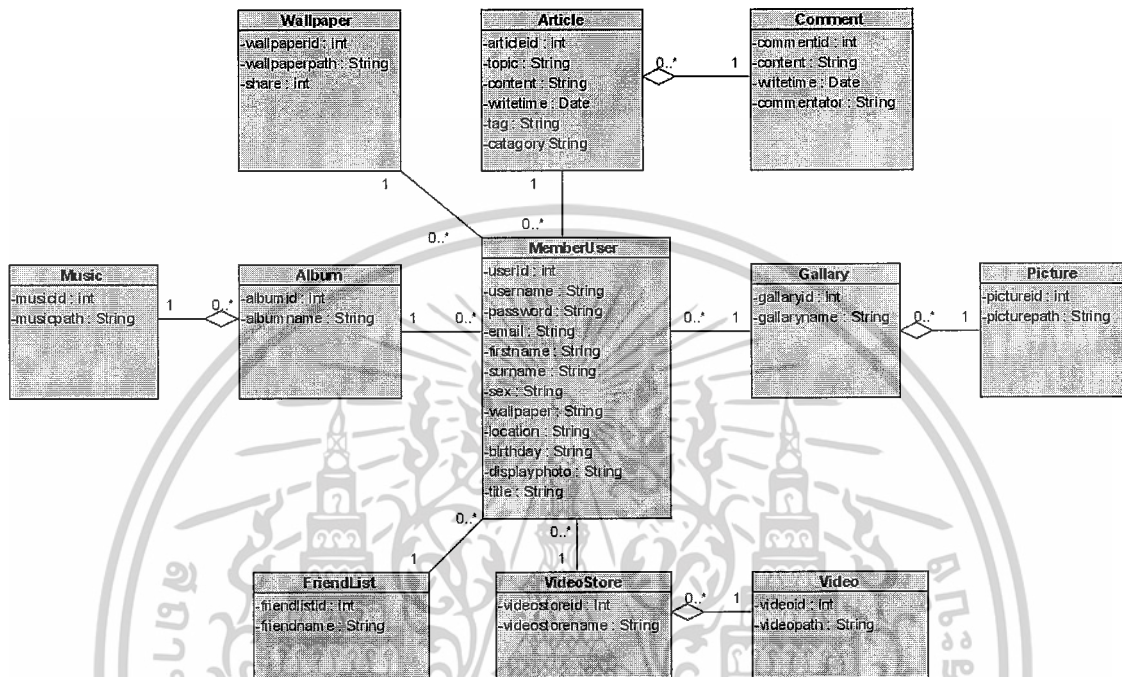 Wallpaper
-wallpaperid : int
-wallpaperpath : String
-share : int
Article
-articleid : Int
-topic : String
-content : String
-writetime : Date
-tag : String
-catagory String
Comment
-commentid : int
-content : String
-writetime : Date
-commentator : String
0..*
1
1
0..*
1
0..*
Music
-musicid : Int
-musicpath : String
1
0..*
Album
-albumid : Int
-albumname : String
1
0..*
MemberUser
-userid : int
-username : String
-password : String
-email : String
-firstname : String
-surname : String
-sex : String
-wallpaper : String
-location : String
-birthday : String
-displayphoto : String
-title : String
0..*
1
Gallary
-gallaryid : Int
-gallaryname : String
0..*
1
Picture
-pictureid : int
-picturepath : String
0..*
1
0..*
1
FriendList
-friendlistid : Int
-friendname : String
VideoStore
-videostoreid : Int
-videostorename : String
0..*
1
Video
-videoid : Int
-videopath : String